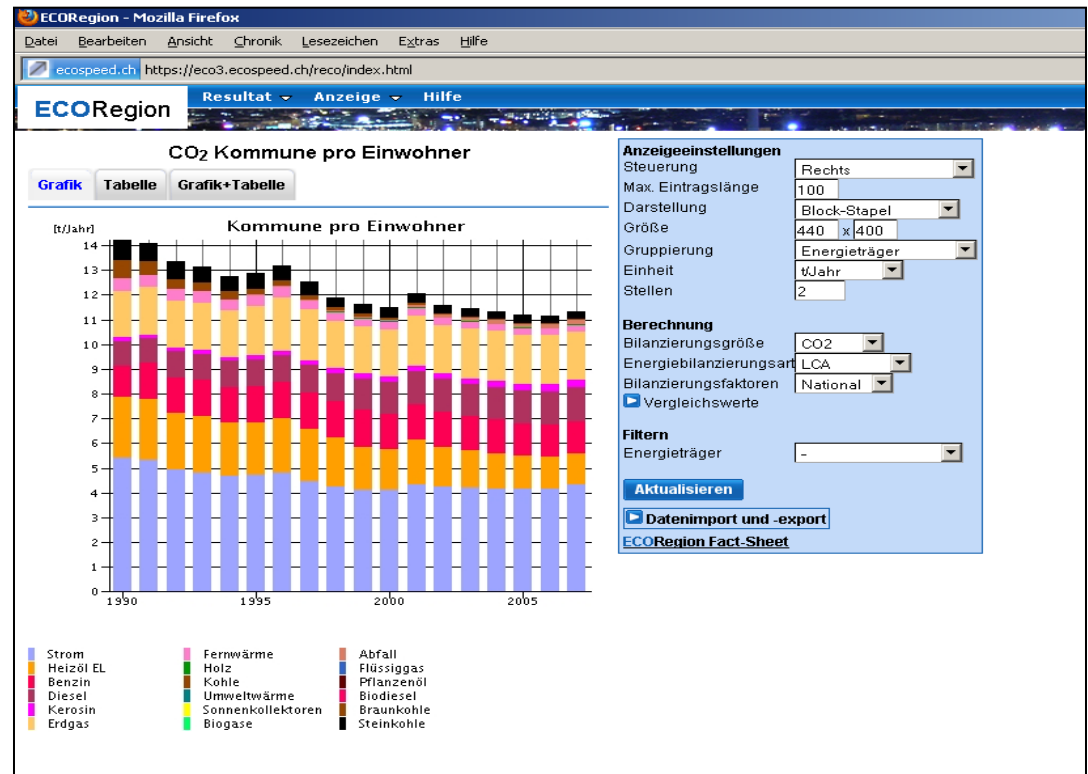 ECORegion - Mozilla Firefox
Datei Bearbeiten Ansicht Chronik Lesezeichen Extras Hilfe
ecospeed.ch https://eco3.ecospeed.ch/reco/index.html
ECORegion
Resultat Anzeige Hilfe
CO2 Kommune pro Einwohner
Grafik Tabelle Grafik+Tabelle
[t/Jahr] Kommune pro Einwohner
14
13
12
11
10
9
8
7
6
5
4
3
2
1
0
1990 1995 2000 2005
Strom
Heizöl EL
Benzin
Diesel
Kerosin
Erdgas
Fernwärme
Holz
Kohle
Umweltwärme
Sonnenkollektoren
Biogase
Abfall
Flüssiggas
Pflanzenöl
Biodiesel
Braunkohle
Steinkohle
Anzeigeeinstellungen
Steuerung Rechts
Max. Eintragslänge 100
Darstellung Block-Stapel
Größe 440 x 400
Gruppierung Energieträger
Einheit t/Jahr
Stellen 2
Berechnung
Bilanzierungsgröße CO2
Energiebilanzierungsart LCA
Bilanzierungsfaktoren National
Vergleichswerte
Filtern
Energieträger -
Aktualisieren
Datenimport und -export
ECORegion Fact-Sheet